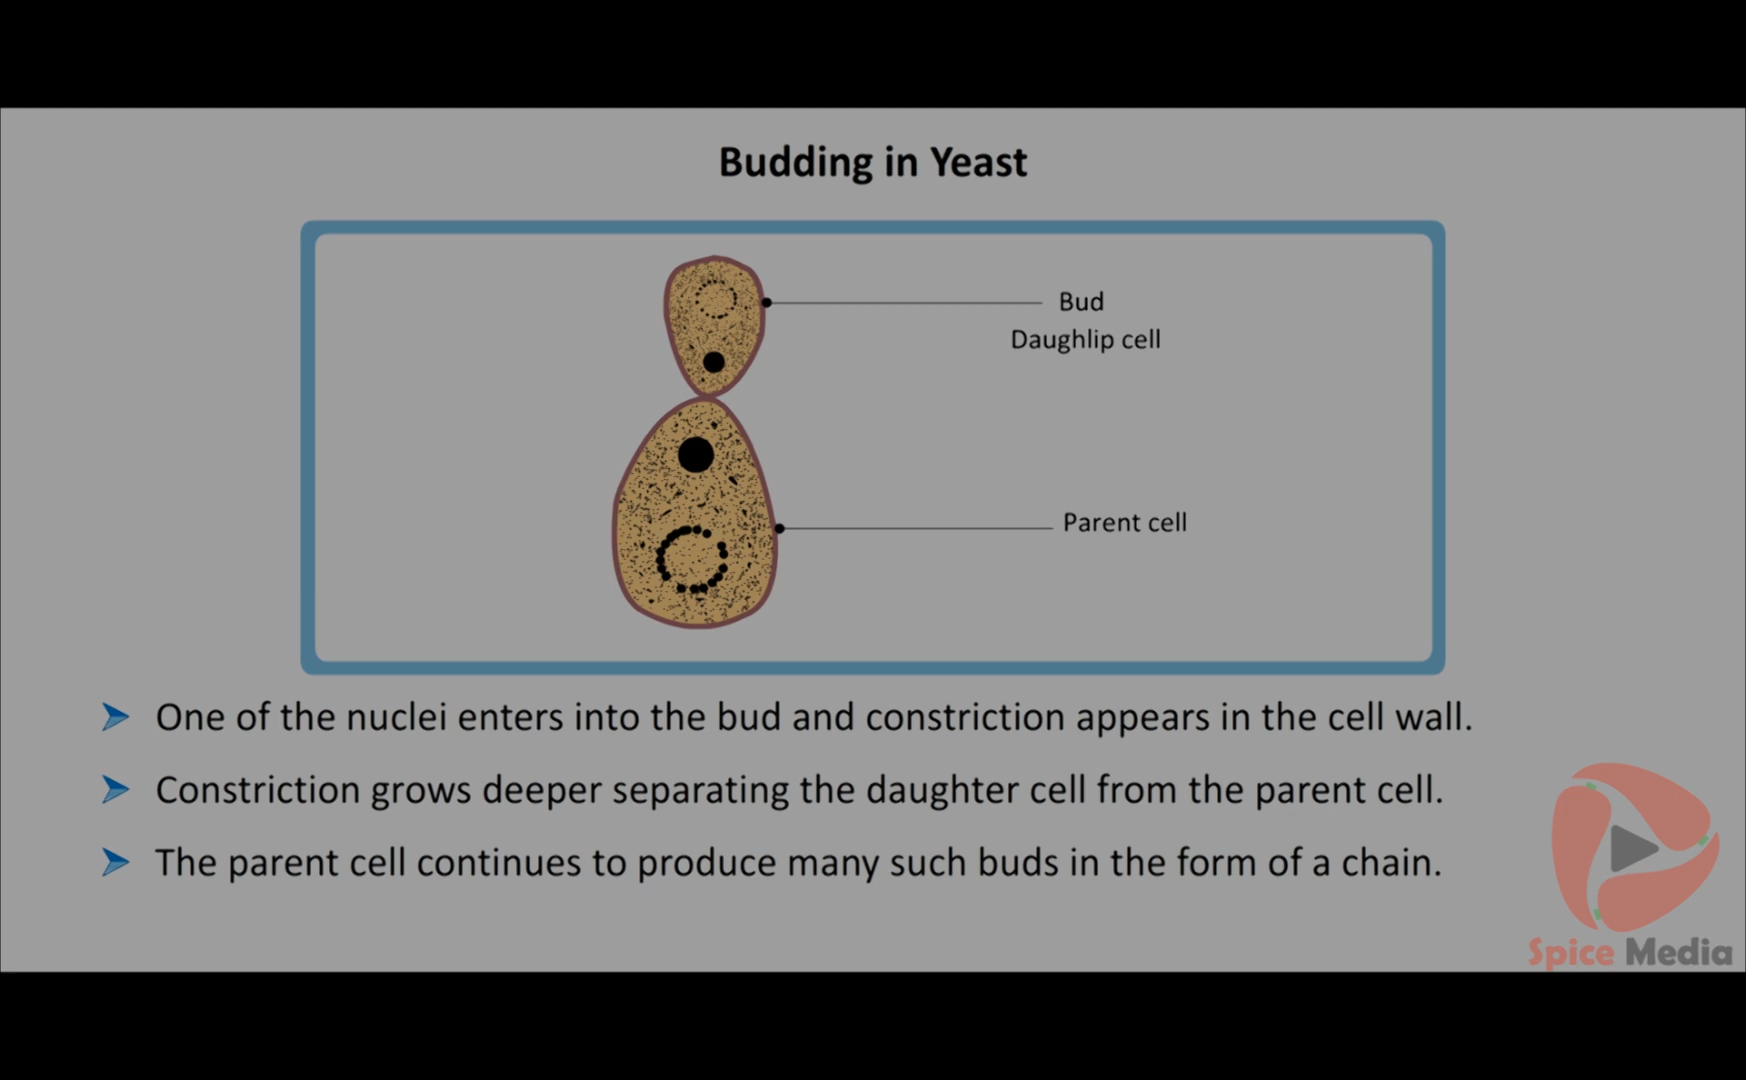 Budding in Yeast
Bud
Daughlip cell
Parent cell
One of the nuclei enters into the bud and constriction appears in the cell wall.
Constriction grows deeper separating the daughter cell from the parent cell.
The parent cell continues to produce many such buds in the form of a chain.
Spice Media